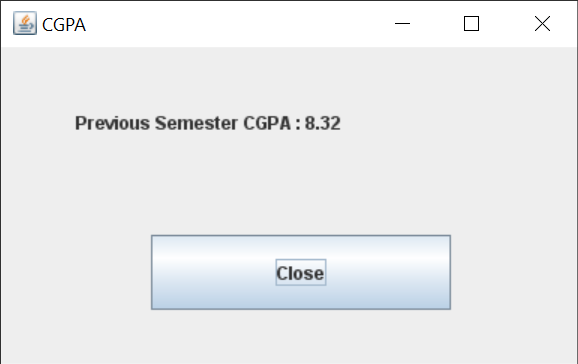 CGPA
Previous Semester CGPA : 8.32
Close